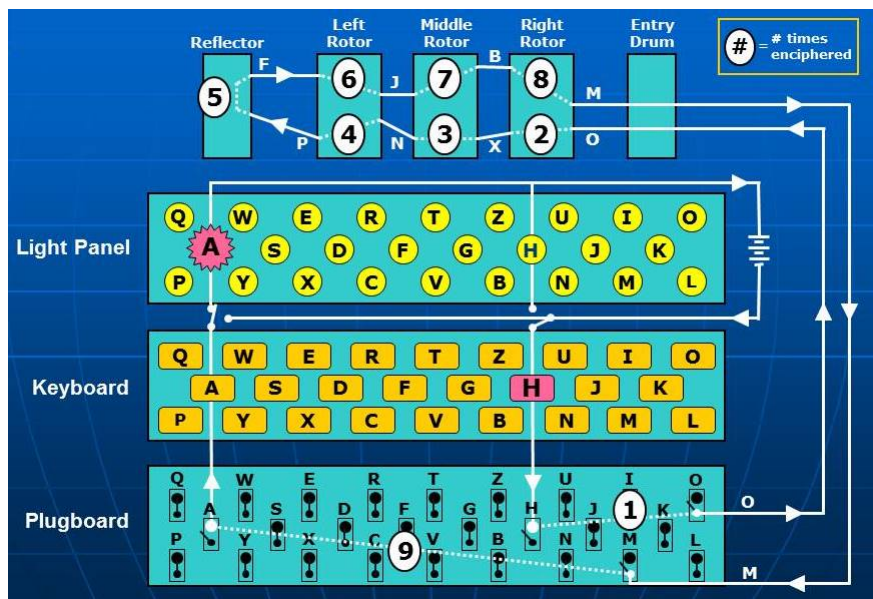 Reflector
Left
Rotor
Middle
Rotor
Right
Rotor
Entry
Drum
# = # times
enciphered
F
J
B
M
5
6
7
8
4
3
2
P
N
X
O
Light Panel
Q W E R T Z U I O
A S D F G H J K
P Y X C V B N M L
Keyboard
Q W E R T Z U I O
A S D F G H J K
P Y X C V B N M L
Plugboard
Q W E R T Z U I O
A S D F G H 1 J K
P Y X C 9 V B N M L
O
M